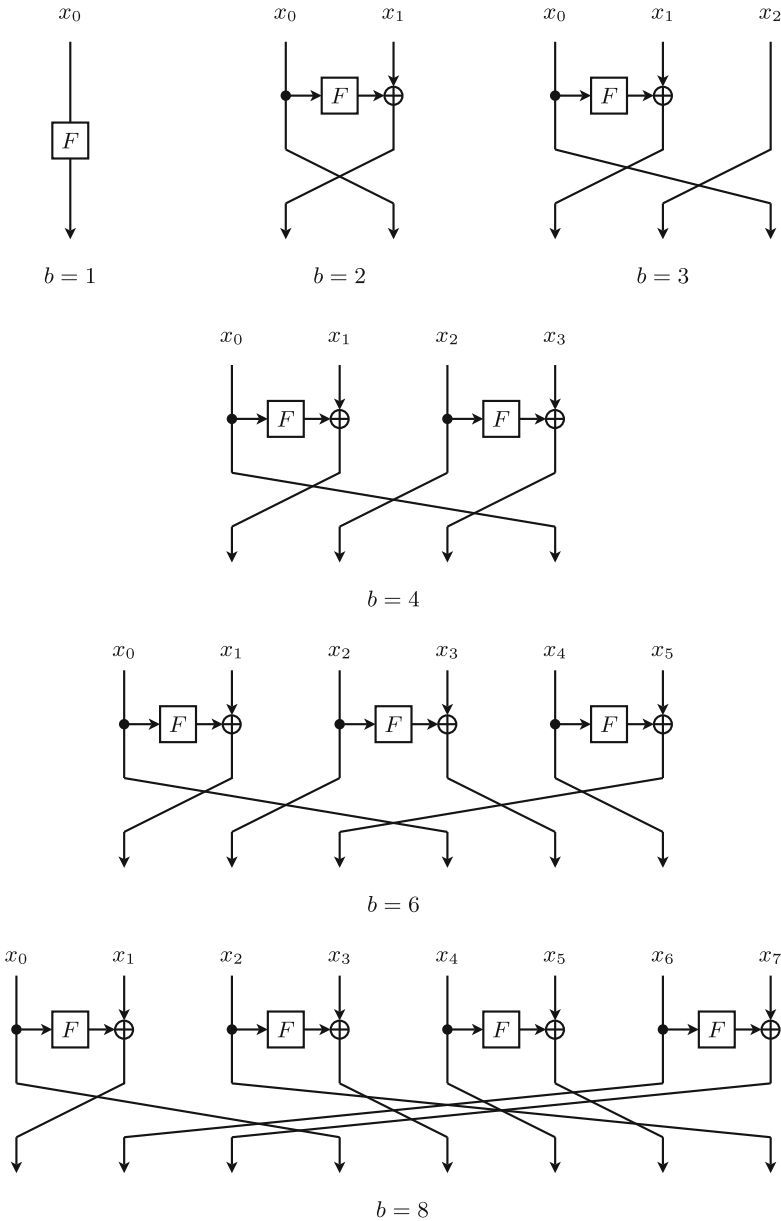 x₀ x₀ x₁ x₀ x₁ x₂
F F F
F
b = 1 b = 2 b = 3
x₀ x₁ x₂ x₃
F F
b = 4
x₀ x₁ x₂ x₃ x₄ x₅
F F F
b = 6
x₀ x₁ x₂ x₃ x₄ x₅ x₆ x₇
F F F F
b = 8